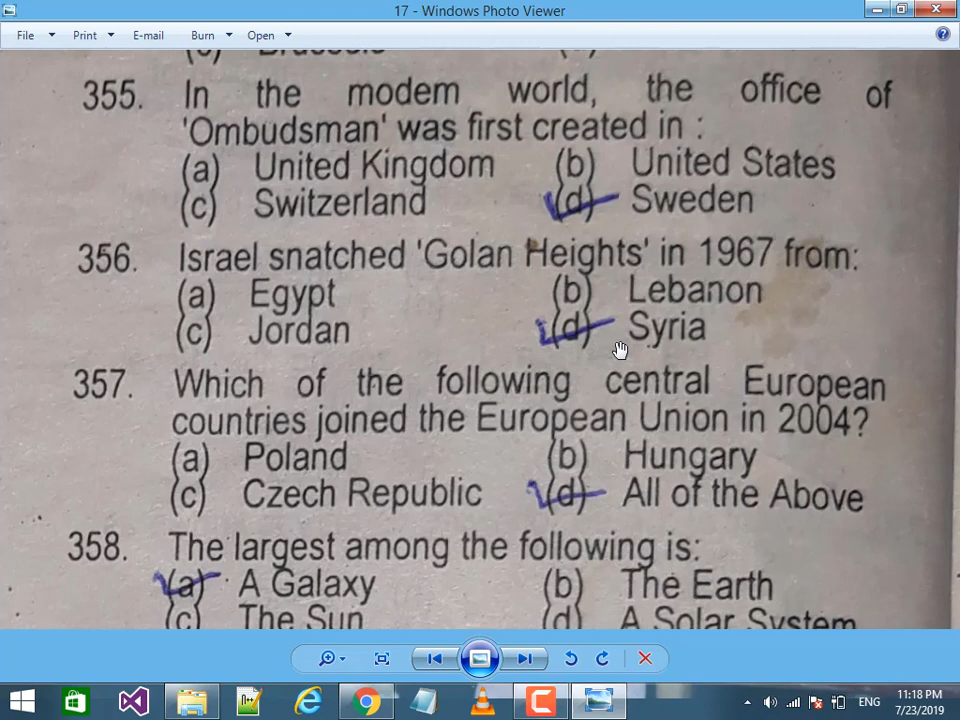 17 - Windows Photo Viewer
File Print E-mail Burn Open
355. In the modem world, the office of
'Ombudsman' was first created in :
(a) United Kingdom (b) United States
(c) Switzerland (d) Sweden
356. Israel snatched 'Golan Heights' in 1967 from:
(a) Egypt (b) Lebanon
(c) Jordan (d) Syria
357. Which of the following central European
countries joined the European Union in 2004?
(a) Poland (b) Hungary
(c) Czech Republic (d) All of the Above
358. The largest among the following is:
(a) A Galaxy (b) The Earth
(c) The Sun (d) A Solar System
ENG
11:18 PM
7/23/2019